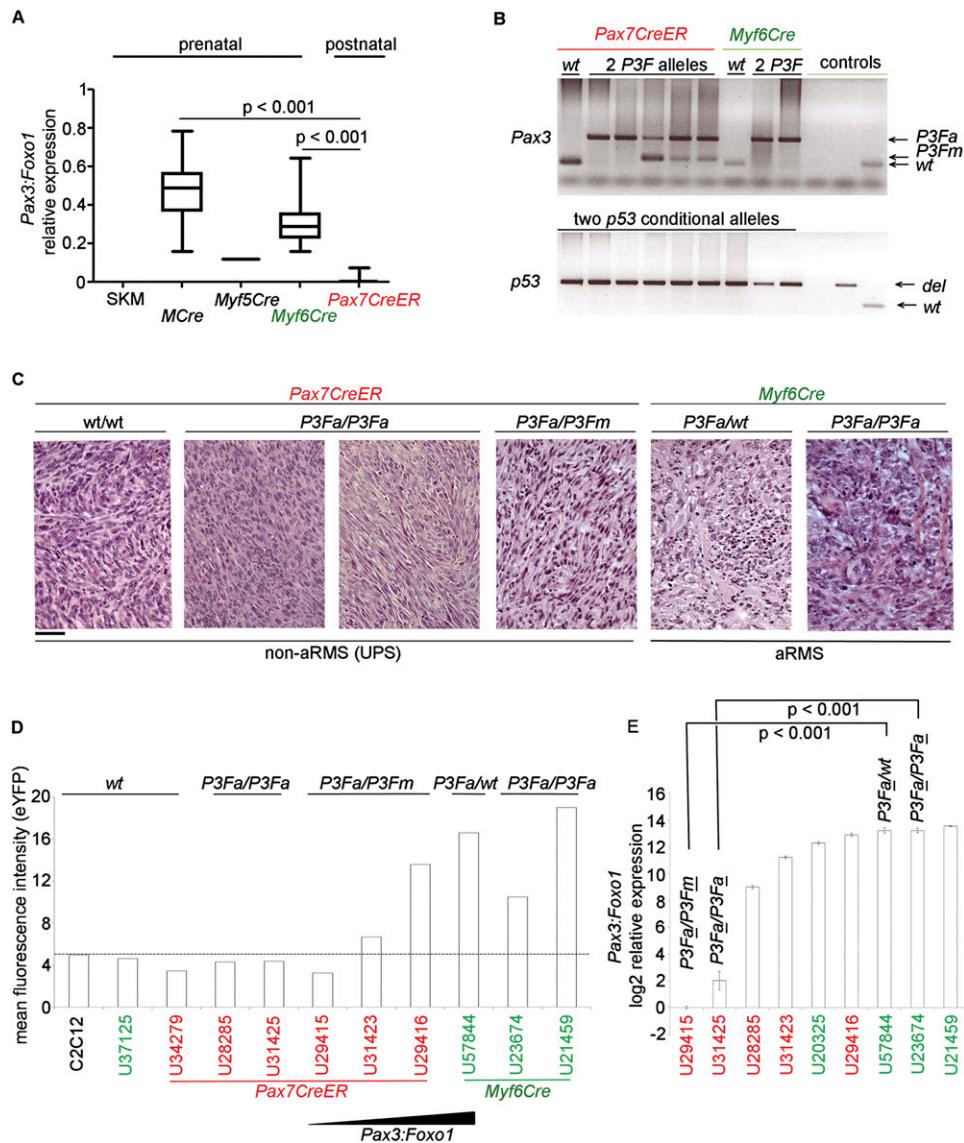 A
prenatal
postnatal
p < 0.001
p < 0.001
Pax3:Foxo1
relative expression
1
0.8
0.6
0.4
0.2
0
SKM
MCre
Myf5Cre
Myf6Cre
Pax7CreER
B
Pax7CreER
Myf6Cre
wt
2 P3F alleles
wt
2 P3F
controls
Pax3
P3Fa
P3Fm
wt
two p53 conditional alleles
p53
del
wt
C
Pax7CreER
Myf6Cre
wt/wt
P3Fa/P3Fa
P3Fa/P3Fm
P3Fa/wt
P3Fa/P3Fa
non-aRMS (UPS)
aRMS
D
mean fluorescence intensity (eYFP)
wt
P3Fa/P3Fa
P3Fa/P3Fm
P3Fa/wt
P3Fa/P3Fa
20
16
12
8
4
0
C2C12
U37125
U34279
U28285
U31425
U29415
U31423
U29416
U57844
U23674
U21459
Pax7CreER
Myf6Cre
Pax3:Foxo1
E
p < 0.001
p < 0.001
Pax3:Foxo1
log2 relative expression
16
14
12
10
8
6
4
2
0
-2
P3Fa/P3Fm
P3Fa/P3Fa
P3Fa/wt
P3Fa/P3Fa
U29415
U31425
U28285
U31423
U20325
U29416
U57844
U23674
U21459